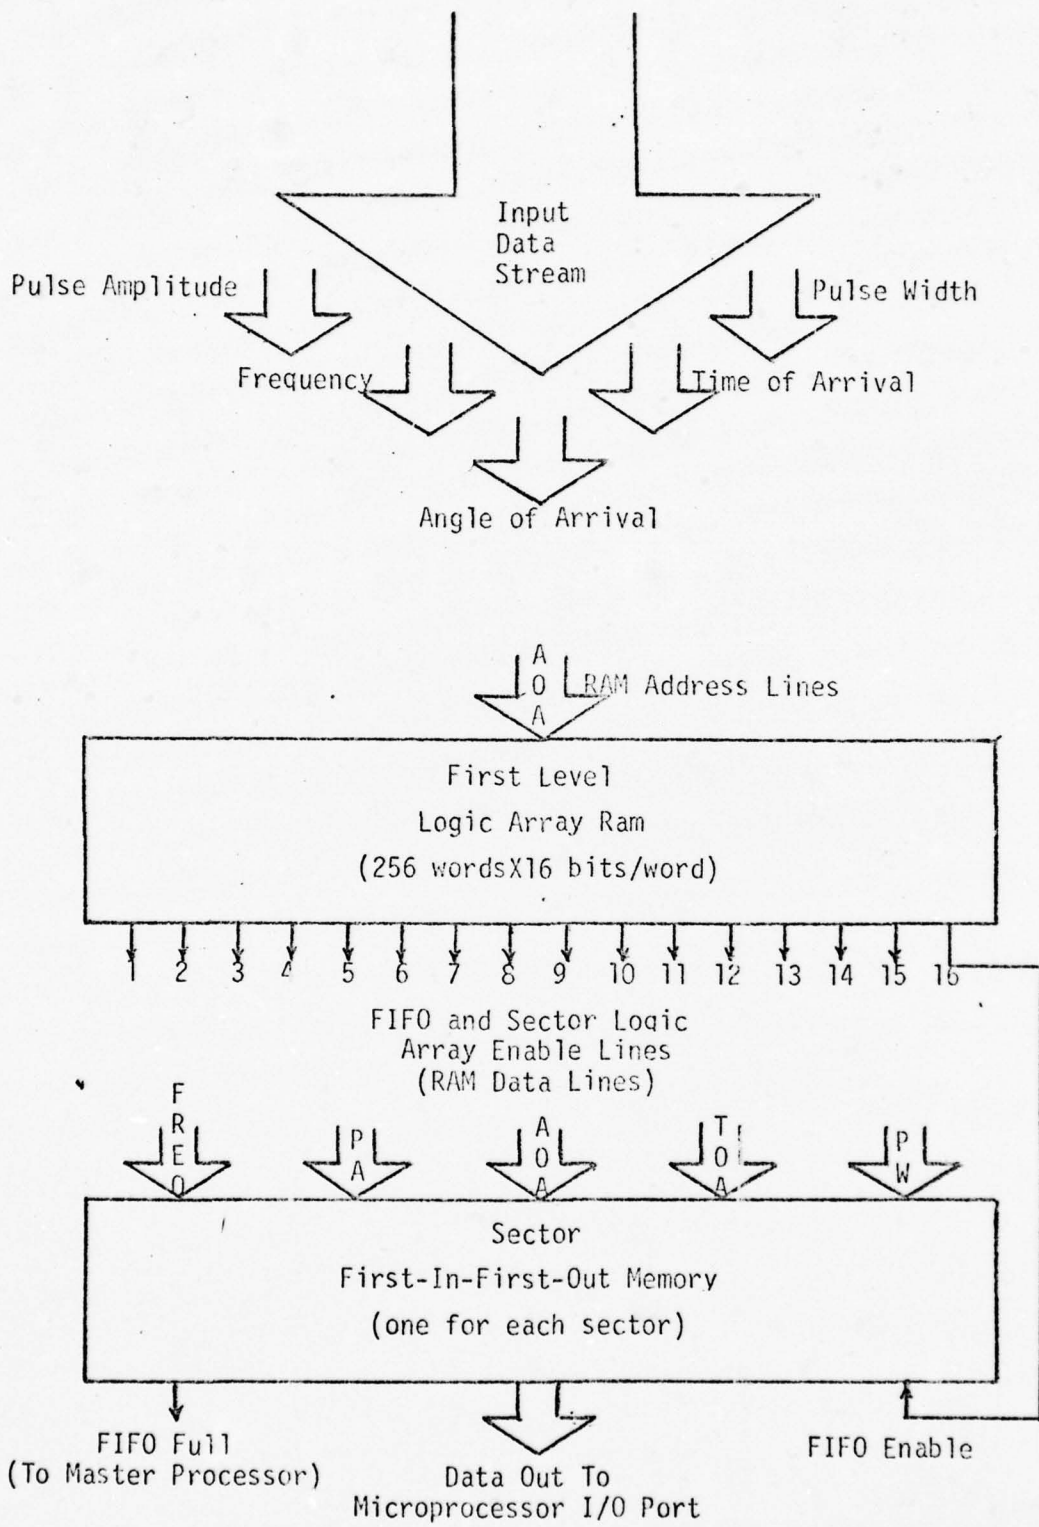 Input
Data
Stream
Pulse Amplitude
Pulse Width
Frequency
Time of Arrival
Angle of Arrival
A
O
A
RAM Address Lines
First Level
Logic Array Ram
(256 wordsX16 bits/word)
1 2 3 4 5 6 7 8 9 10 11 12 13 14 15 16
FIFO and Sector Logic
Array Enable Lines
(RAM Data Lines)
F
R
E
Q
P
A
A
O
A
T
O
A
P
W
Sector
First-In-First-Out Memory
(one for each sector)
FIFO Full
(To Master Processor)
Data Out To
Microprocessor I/O Port
FIFO Enable